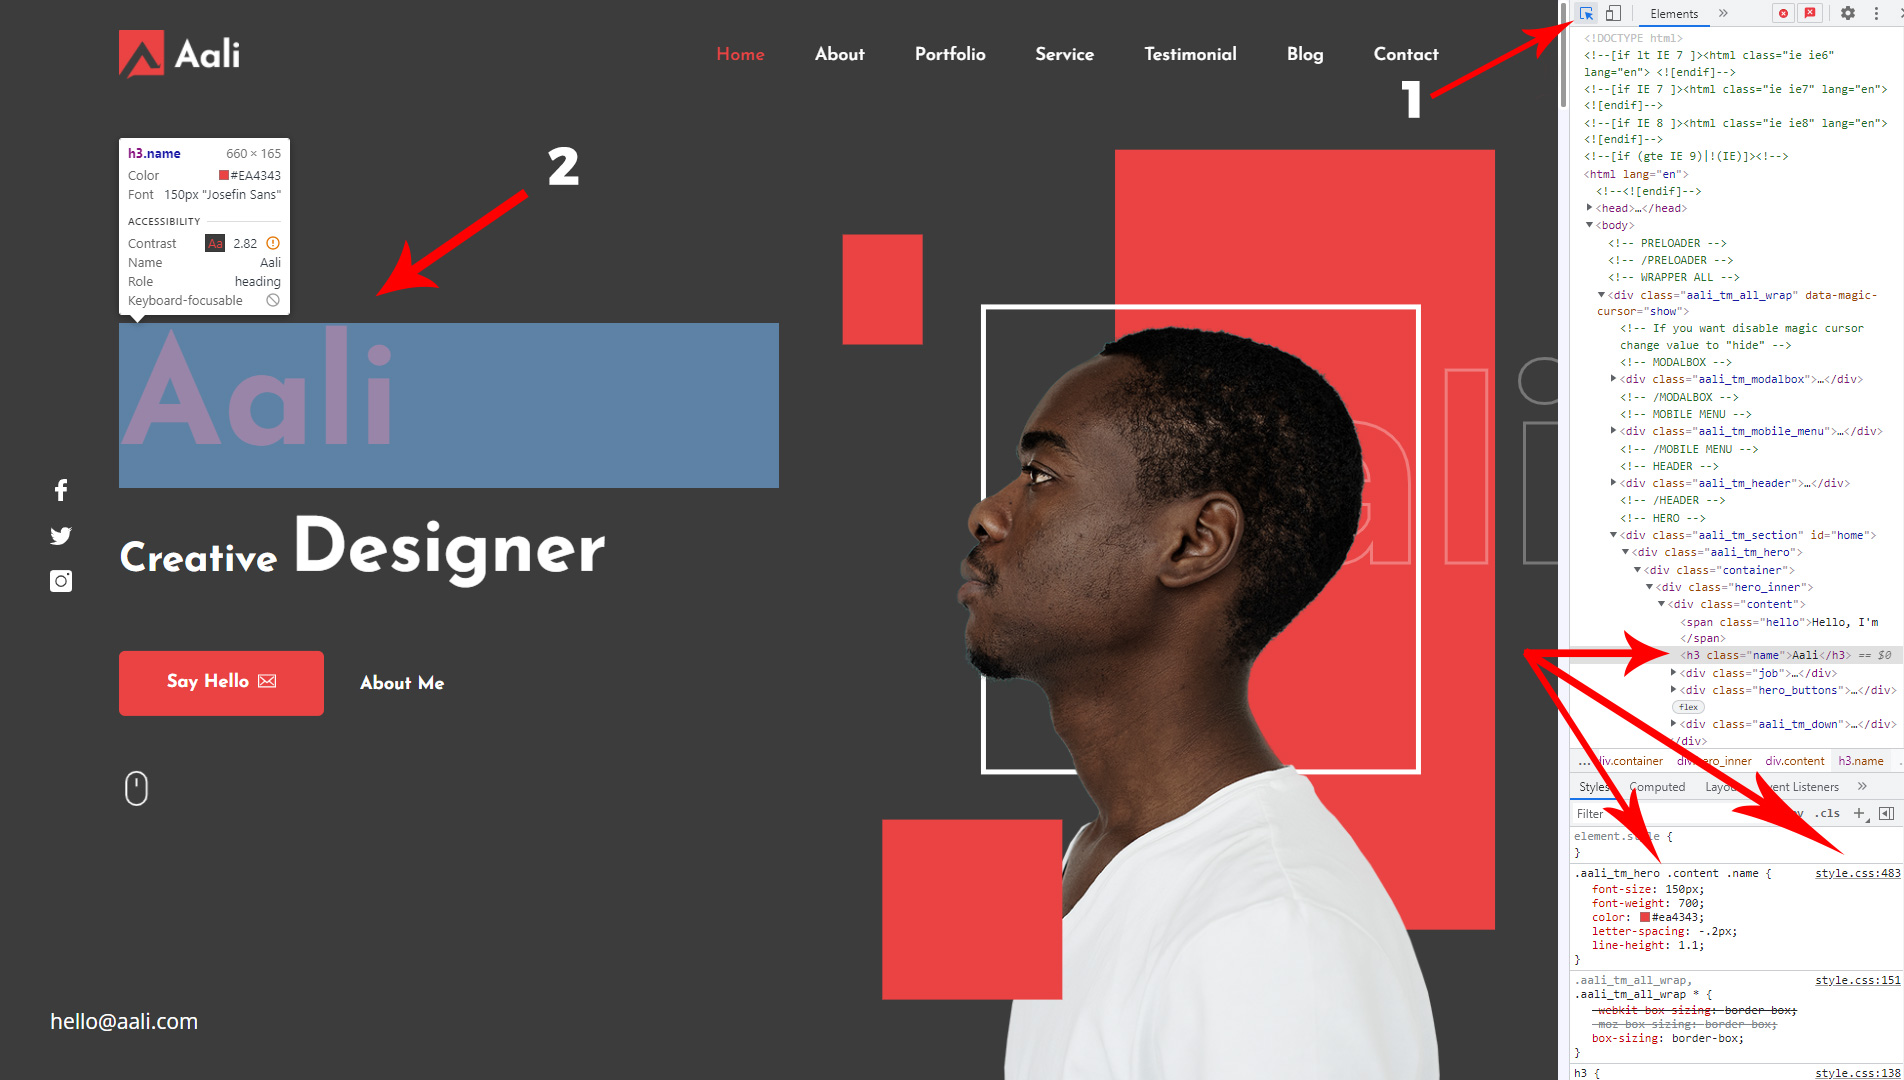 Aali
Home
About
Portfolio
Service
Testimonial
Blog
Contact
1
h3.name 660 × 165
Color #EA4343
Font 150px "Josefin Sans"
ACCESSIBILITY
Contrast Aa 2.82
Name Aali
Role heading
Keyboard-focusable
2
Aali
ali
Creative Designer
Say Hello
About Me
hello@aali.com
Elements »
<!DOCTYPE html>
<!--[if lt IE 7 ]><html class="ie ie6"
lang="en"> <![endif]-->
<!--[if IE 7 ]><html class="ie ie7" lang="en">
<![endif]-->
<!--[if IE 8 ]><html class="ie ie8" lang="en">
<![endif]-->
<!--[if (gte IE 9)|!(IE)]><!-->
<html lang="en">
<!--<![endif]-->
<head>…</head>
<body>
<!-- PRELOADER -->
<!-- /PRELOADER -->
<!-- WRAPPER ALL -->
<div class="aali_tm_all_wrap" data-magic-
cursor="show">
<!-- If you want disable magic cursor
change value to "hide" -->
<!-- MODALBOX -->
<div class="aali_tm_modalbox">…</div>
<!-- /MODALBOX -->
<!-- MOBILE MENU -->
<div class="aali_tm_mobile_menu">…</div>
<!-- /MOBILE MENU -->
<!-- HEADER -->
<div class="aali_tm_header">…</div>
<!-- /HEADER -->
<!-- HERO -->
<div class="aali_tm_section" id="home">
<div class="aali_tm_hero">
<div class="container">
<div class="hero_inner">
<div class="content">
<span class="hello">Hello, I'm
</span>
<h3 class="name">Aali</h3> == $0
<div class="job">…</div>
<div class="hero_buttons">…</div>
flex
<div class="aali_tm_down">…</div>
</div>
… div.container div.hero_inner div.content h3.name
Styles Computed Layout Event Listeners »
Filter .cls +
element.style {
}
.aali_tm_hero .content .name { style.css:483
font-size: 150px;
font-weight: 700;
color: #ea4343;
letter-spacing: -.2px;
line-height: 1.1;
}
.aali_tm_all_wrap, style.css:151
.aali_tm_all_wrap * {
-webkit-box-sizing: border-box;
-moz-box-sizing: border-box;
box-sizing: border-box;
}
h3 { style.css:138